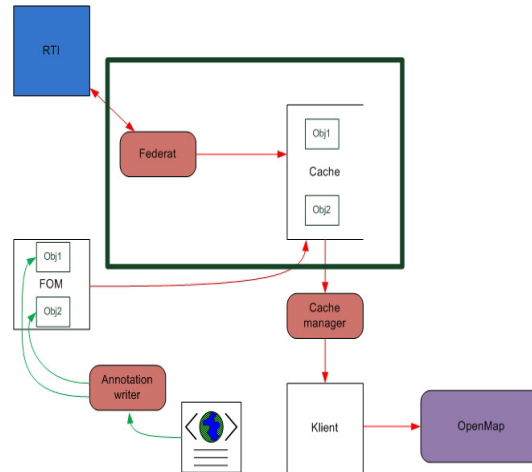 RTI
Federat
Obj1
Cache
Obj2
Obj1
FOM
Obj2
Cache
manager
Annotation
writer
Klient
OpenMap